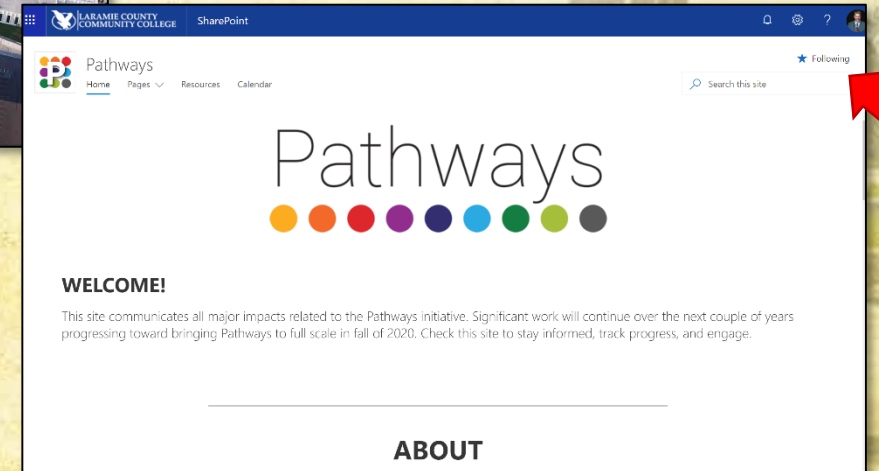 LARAMIE COUNTY
COMMUNITY COLLEGE
SharePoint
?
P
Pathways
Following
Home Pages Resources Calendar
Search this site
Pathways
WELCOME!
This site communicates all major impacts related to the Pathways initiative. Significant work will continue over the next couple of years
progressing toward bringing Pathways to full scale in fall of 2020. Check this site to stay informed, track progress, and engage.
ABOUT